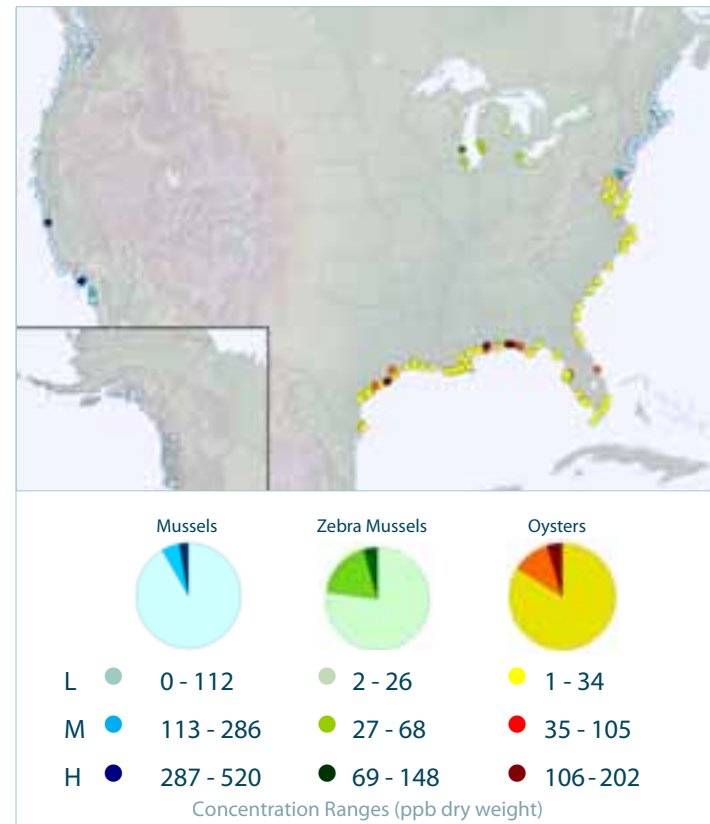 Mussels Zebra Mussels Oysters
L 0 - 112 2 - 26 1 - 34
M 113 - 286 27 - 68 35 - 105
H 287 - 520 69 - 148 106 - 202
Concentration Ranges (ppb dry weight)